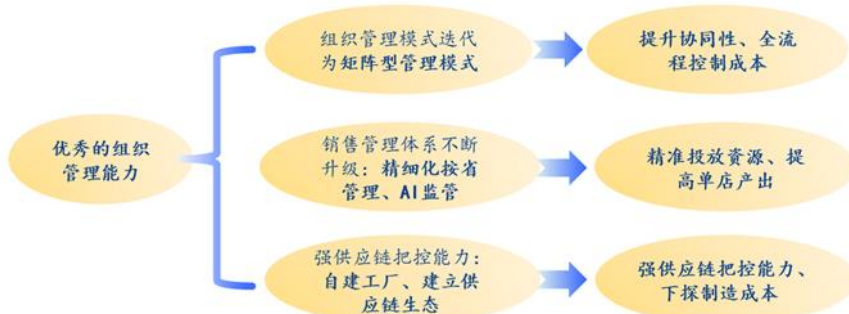 组织管理模式迭代
为矩阵型管理模式
提升协同性、全流
程控制成本
优秀的组织
管理能力
销售管理体系不断
升级：精细化按省
管理、AI监管
精准投放资源、提
高单店产出
强供应链把控能力：
自建工厂、建立供
应链生态
强供应链把控能力、
下探制造成本